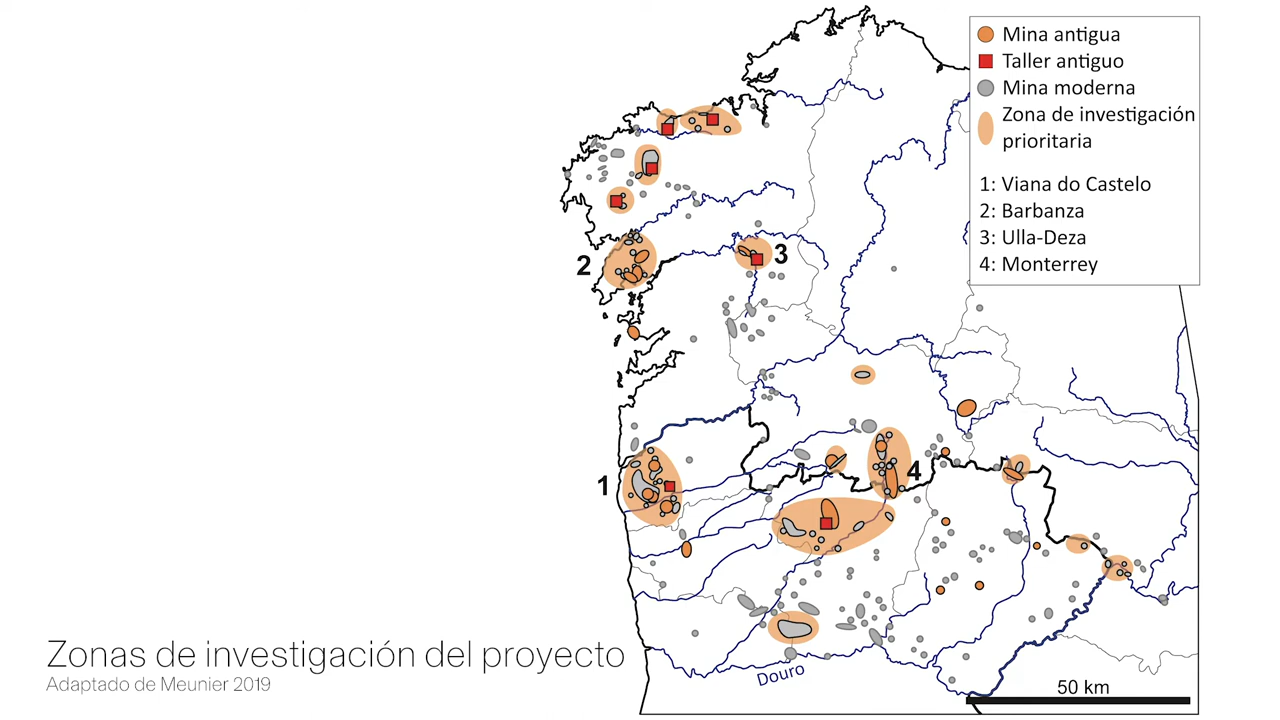 Mina antigua
Taller antiguo
Mina moderna
Zona de investigación
prioritaria
1: Viana do Castelo
2: Barbanza
3: Ulla-Deza
4: Monterrey
2
3
1
4
Zonas de investigación del proyecto
Adaptado de Meunier 2019
Douro
50 km